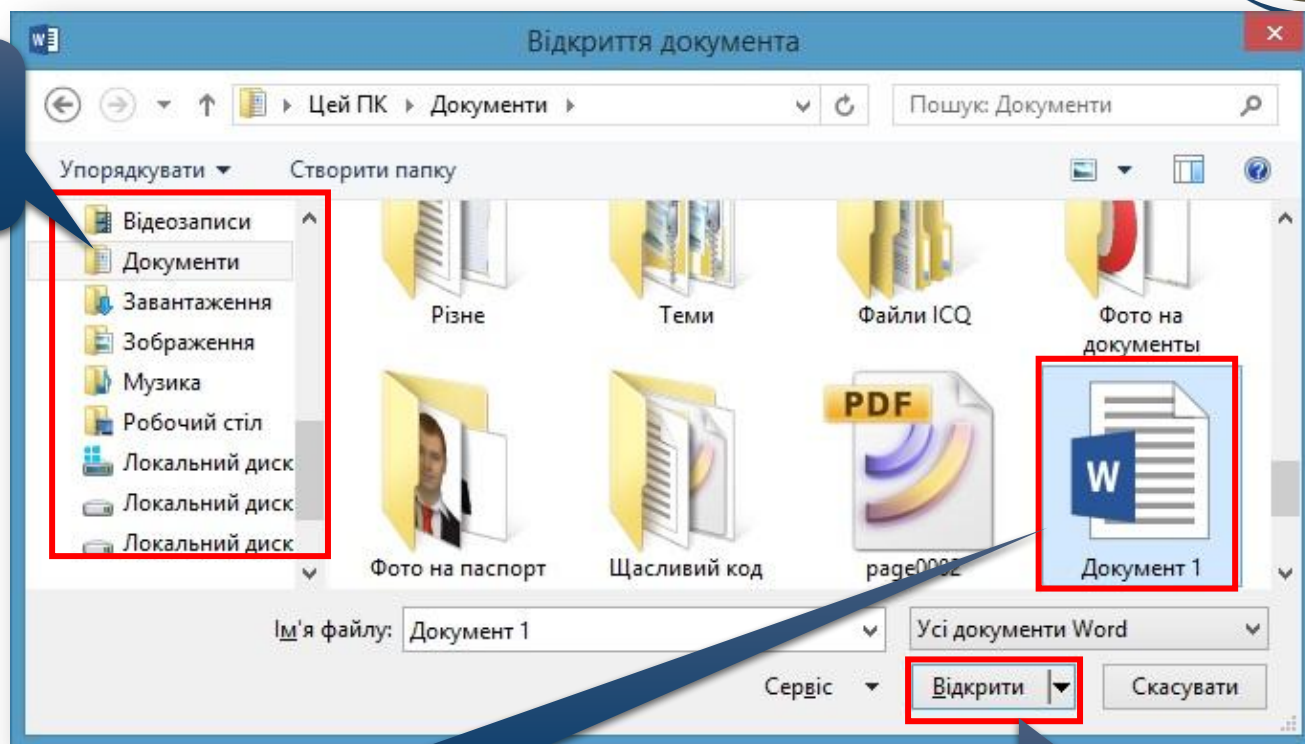 Відкриття документа
Цей ПК Документи
Пошук: Документи
Упорядкувати
Створити папку
Відеозаписи
Документи
Завантаження
Зображення
Музика
Робочий стіл
Локальний диск
Локальний диск
Локальний диск
Різне
Теми
Файли ICQ
Фото на
документы
Фото на паспорт
Щасливий код
PDF
page0002
W
Документ 1
Ім'я файлу: Документ 1
Усі документи Word
Сервіс
Відкрити
Скасувати